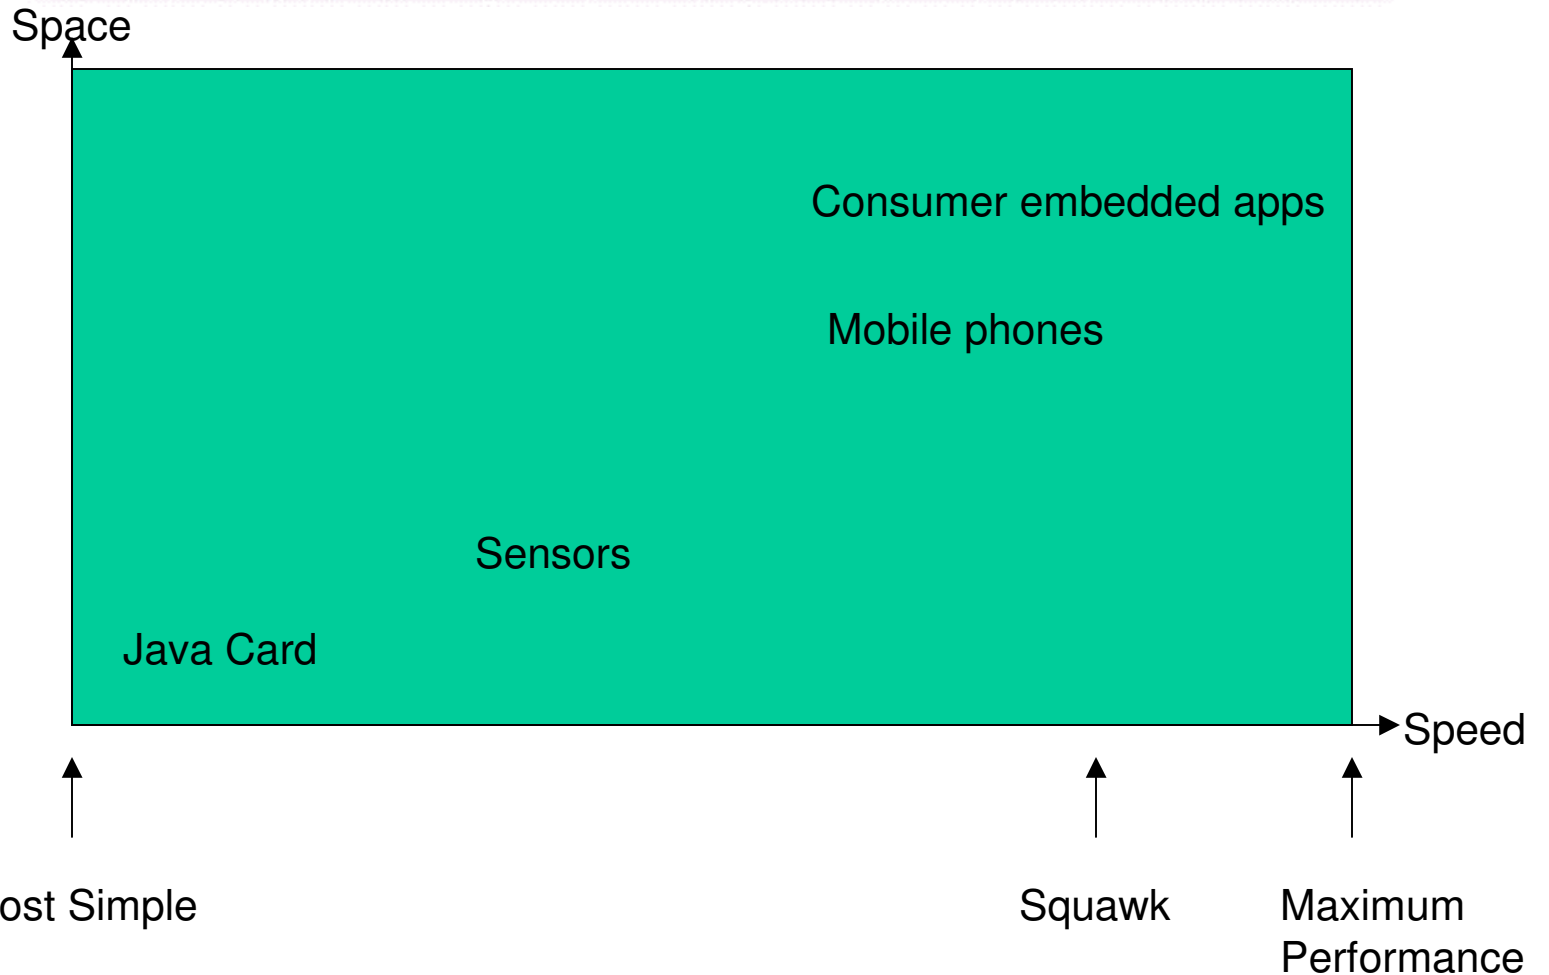 Space
Consumer embedded apps
Mobile phones
Sensors
Java Card
Speed
ost Simple
Squawk
Maximum
Performance